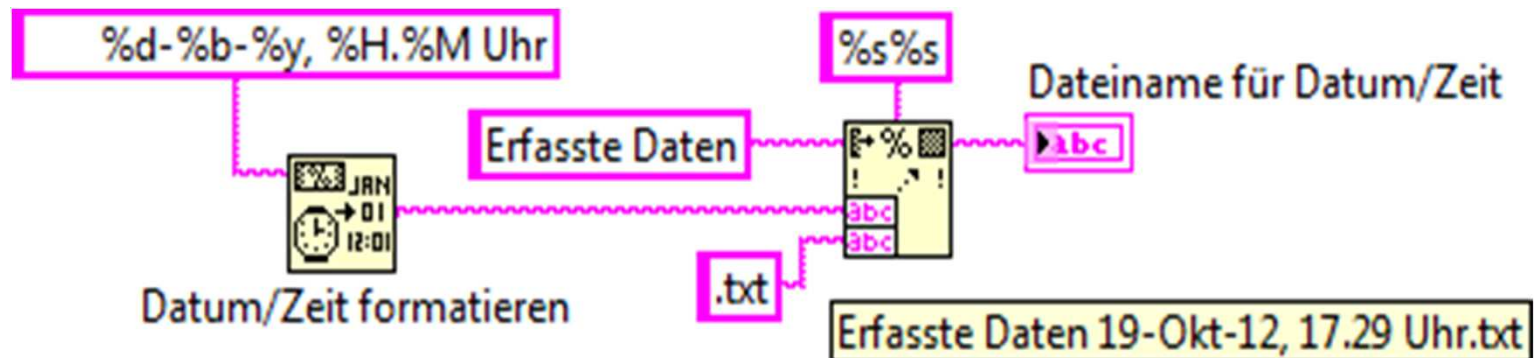 %d-%b-%y, %H.%M Uhr
%s%s
Dateiname für Datum/Zeit
Erfasste Daten
%
abc
%
JAN
01
12:01
abc
abc
.txt
Datum/Zeit formatieren
Erfasste Daten 19-Okt-12, 17.29 Uhr.txt